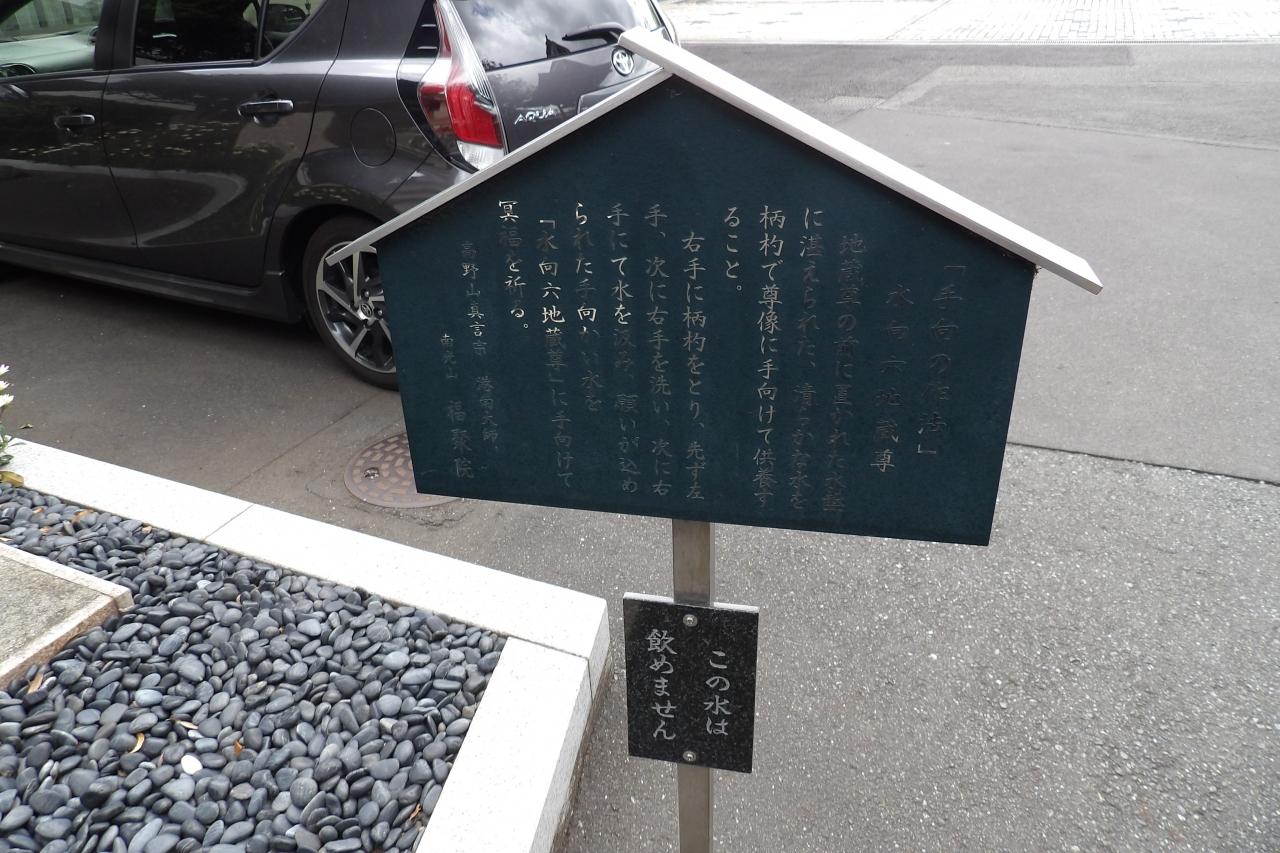 「手向の作法」
水向六地蔵尊
地蔵堂の前に置かれた水盤
に湛えられた、清らかな水を
柄杓で尊像に手向けて供養す
ること。
右手に柄杓をとり、先ず左
手、次に右手を洗い、次に右
手にて水を汲み、願いが込め
られた手向かい水を
「水向六地蔵尊」に手向けて
冥福を祈る。
高野山真言宗 港向大師
南光山 福聚院
この水は
飲めません
AQUA